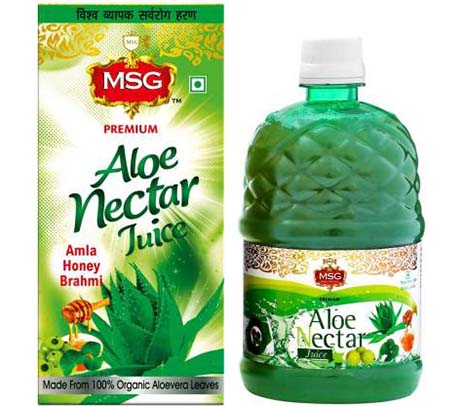 विश्व व्यापक सर्वरोग हरण
MSG
MSG
TM
PREMIUM
Aloe
Nectar
Juice
Amla
Honey
Brahmi
Made From 100% Organic Aloevera Leaves
MSG
PREMIUM
Aloe
Nectar
Juice